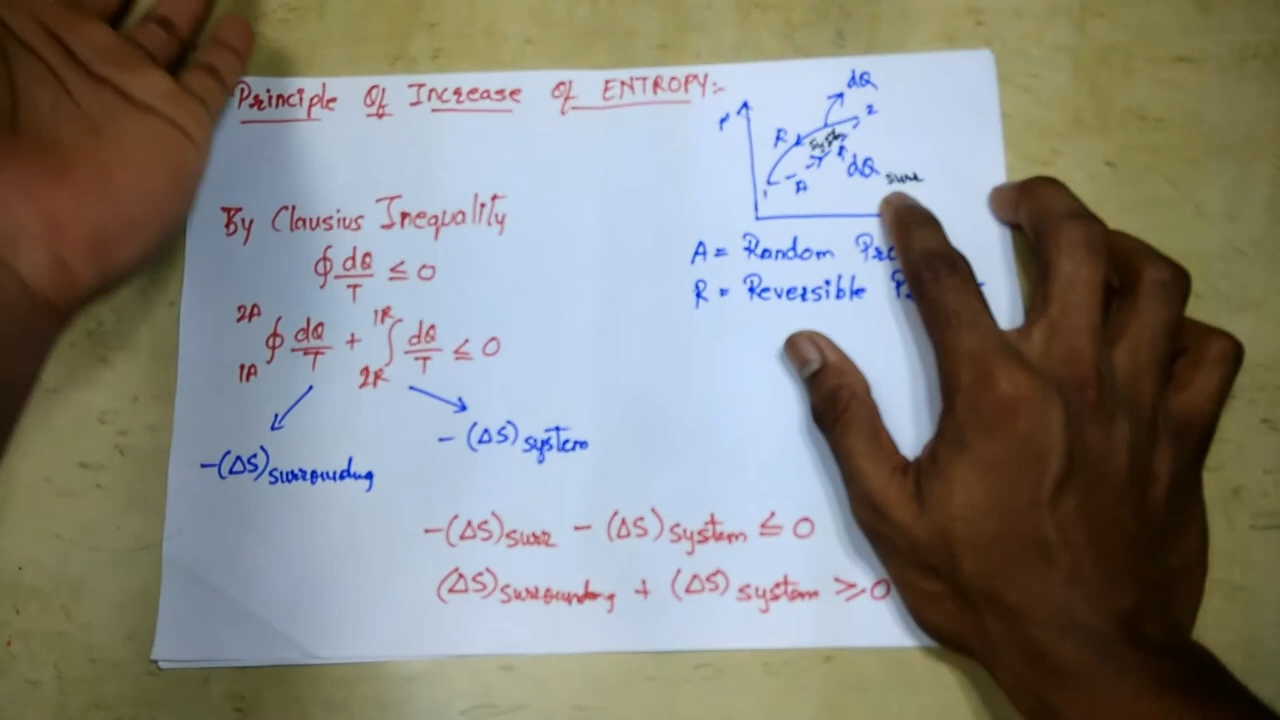 Principle Of Increase Of ENTROPY:-
P
dQ
2
R
System
dQ
surr
1
A
A = Random
R = Reversible
By Clausius Inequality
∮ dQ/T ≤ 0
2A 1A ∮ dQ/T + 1R 2R ∫ dQ/T ≤ 0
-(ΔS) surrounding
- (ΔS) system
-(ΔS) surr - (ΔS) system ≤ 0
(ΔS) surrounding + (ΔS) system ≥ 0